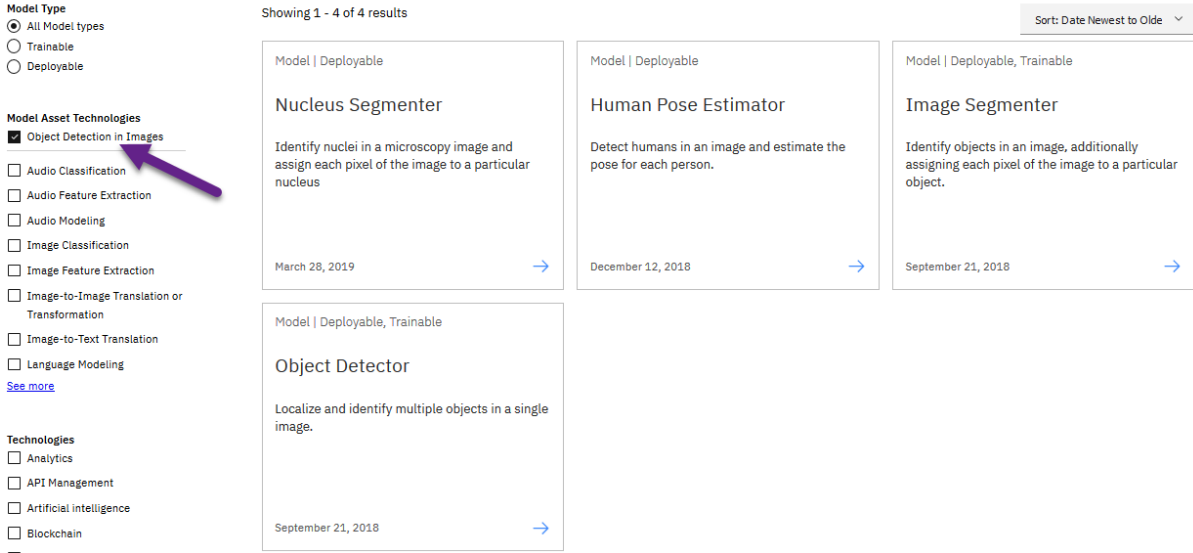 Model Type
All Model types
Trainable
Deployable
Model Asset Technologies
Object Detection in Images
Audio Classification
Audio Feature Extraction
Audio Modeling
Image Classification
Image Feature Extraction
Image-to-Image Translation or
Transformation
Image-to-Text Translation
Language Modeling
See more
Technologies
Analytics
API Management
Artificial intelligence
Blockchain
Showing 1 - 4 of 4 results
Sort: Date Newest to Olde
Model | Deployable
Nucleus Segmenter
Identify nuclei in a microscopy image and
assign each pixel of the image to a particular
nucleus
March 28, 2019
Model | Deployable
Human Pose Estimator
Detect humans in an image and estimate the
pose for each person.
December 12, 2018
Model | Deployable, Trainable
Image Segmenter
Identify objects in an image, additionally
assigning each pixel of the image to a particular
object.
September 21, 2018
Model | Deployable, Trainable
Object Detector
Localize and identify multiple objects in a single
image.
September 21, 2018